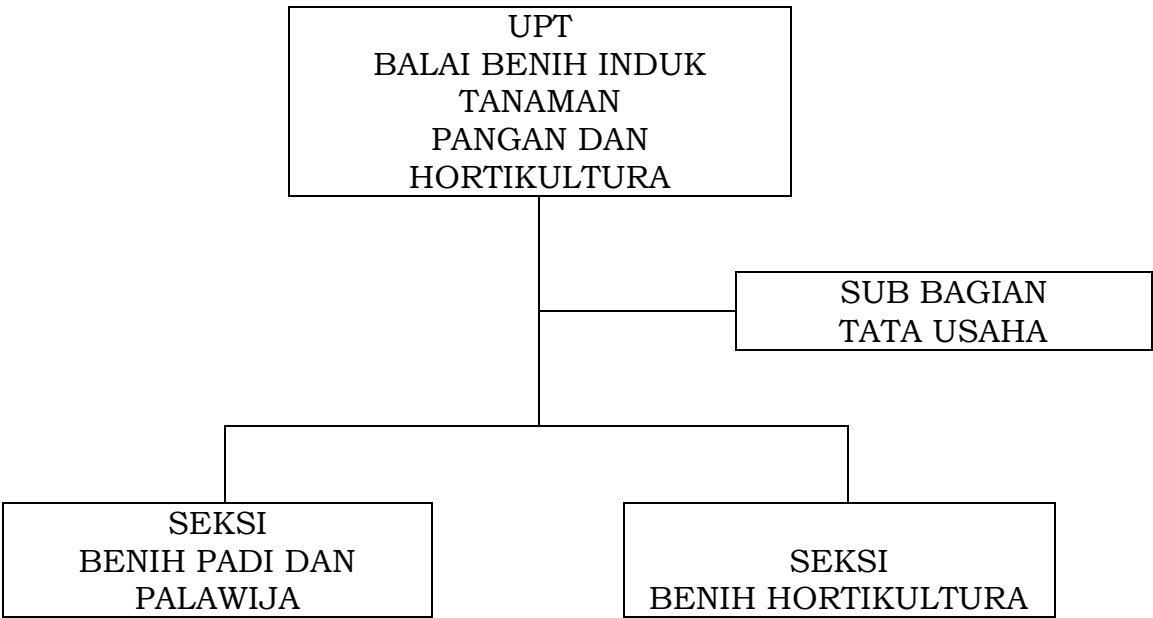 UPT
BALAI BENIH INDUK
TANAMAN
PANGAN DAN
HORTIKULTURA
SUB BAGIAN
TATA USAHA
SEKSI
BENIH PADI DAN
PALAWIJA
SEKSI
BENIH HORTIKULTURA